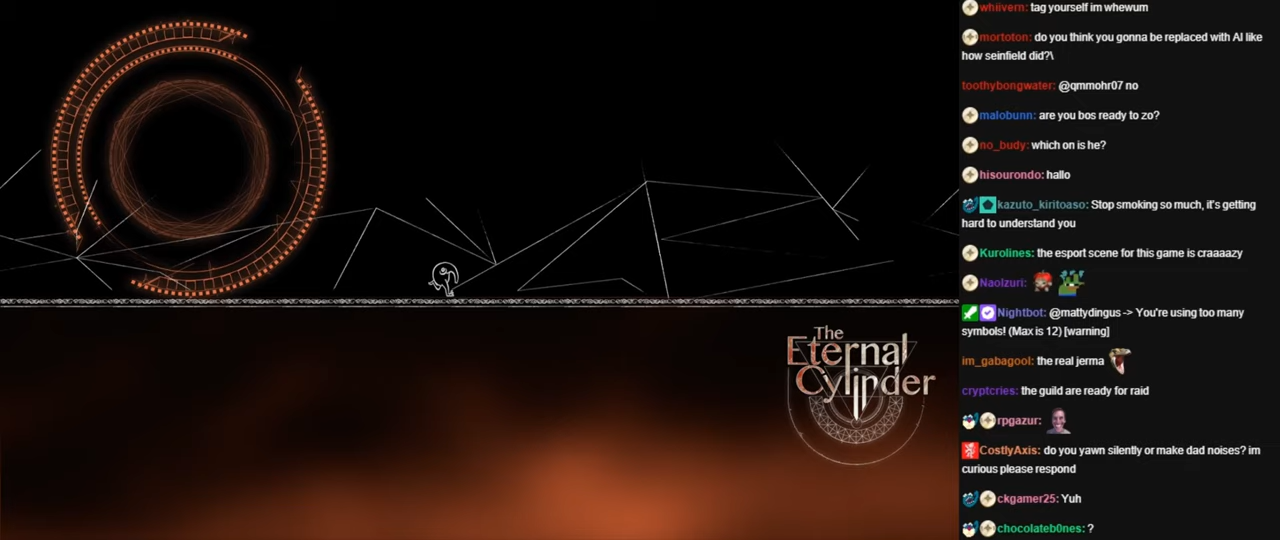 The
Eternal
Cylinder
whiivern: tag yourself im whewum
mortoton: do you think you gonna be replaced with AI like
how seinfield did?\
toothybongwater: @qmmohr07 no
malobunn: are you bos ready to zo?
no_budy: which on is he?
hisourondo: hallo
kazuto_kiritoaso: Stop smoking so much, it's getting
hard to understand you
Kurolines: the esport scene for this game is craaaazy
NaoIzuri:
Nightbot: @mattydingus -> You're using too many
symbols! (Max is 12) [warning]
im_gabagool: the real jerma
cryptcries: the guild are ready for raid
rpgazur:
CostlyAxis: do you yawn silently or make dad noises? im
curious please respond
ckgamer25: Yuh
chocolateb0nes: ?